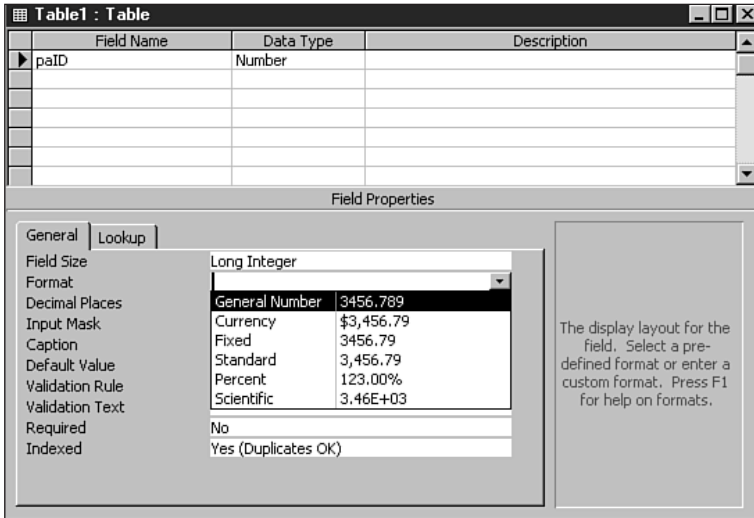 Table1 : Table
Field Name Data Type Description
paID Number
Field Properties
General Lookup
Field Size Long Integer
Format
Decimal Places General Number 3456.789
Input Mask Currency $3,456.79
Caption Fixed 3456.79
Default Value Standard 3,456.79
Validation Rule Percent 123.00%
Validation Text Scientific 3.46E+03
Required No
Indexed Yes (Duplicates OK)
The display layout for the
field. Select a pre-
defined format or enter a
custom format. Press F1
for help on formats.